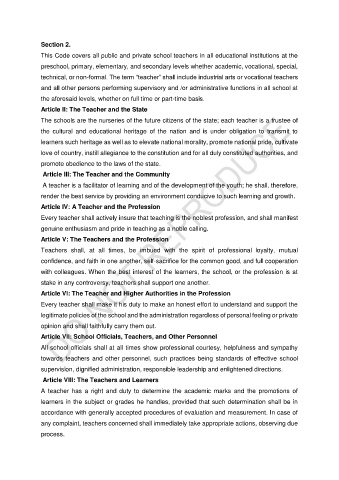 Section 2.
This Code covers all public and private school teachers in all educational institutions at the
preschool, primary, elementary, and secondary levels whether academic, vocational, special,
technical, or non-formal. The term "teacher" shall include industrial arts or vocational teachers
and all other persons performing supervisory and /or administrative functions in all school at
the aforesaid levels, whether on full time or part-time basis.
Article II: The Teacher and the State
The schools are the nurseries of the future citizens of the state; each teacher is a trustee of
the cultural and educational heritage of the nation and is under obligation to transmit to
learners such heritage as well as to elevate national morality, promote national pride, cultivate
love of country, instill allegiance to the constitution and for all duly constituted authorities, and
promote obedience to the laws of the state.
Article III: The Teacher and the Community
A teacher is a facilitator of learning and of the development of the youth; he shall, therefore,
render the best service by providing an environment conducive to such learning and growth.
Article IV: A Teacher and the Profession
Every teacher shall actively insure that teaching is the noblest profession, and shall manifest
genuine enthusiasm and pride in teaching as a noble calling.
Article V: The Teachers and the Profession
Teachers shall, at all times, be imbued with the spirit of professional loyalty, mutual
confidence, and faith in one another, self-sacrifice for the common good, and full cooperation
with colleagues. When the best interest of the learners, the school, or the profession is at
stake in any controversy, teachers shall support one another.
Article VI: The Teacher and Higher Authorities in the Profession
Every teacher shall make it his duty to make an honest effort to understand and support the
legitimate policies of the school and the administration regardless of personal feeling or private
opinion and shall faithfully carry them out.
Article VII: School Officials, Teachers, and Other Personnel
All school officials shall at all times show professional courtesy, helpfulness and sympathy
towards teachers and other personnel, such practices being standards of effective school
supervision, dignified administration, responsible leadership and enlightened directions.
Article VIII: The Teachers and Learners
A teacher has a right and duty to determine the academic marks and the promotions of
learners in the subject or grades he handles, provided that such determination shall be in
accordance with generally accepted procedures of evaluation and measurement. In case of
any complaint, teachers concerned shall immediately take appropriate actions, observing due
process.